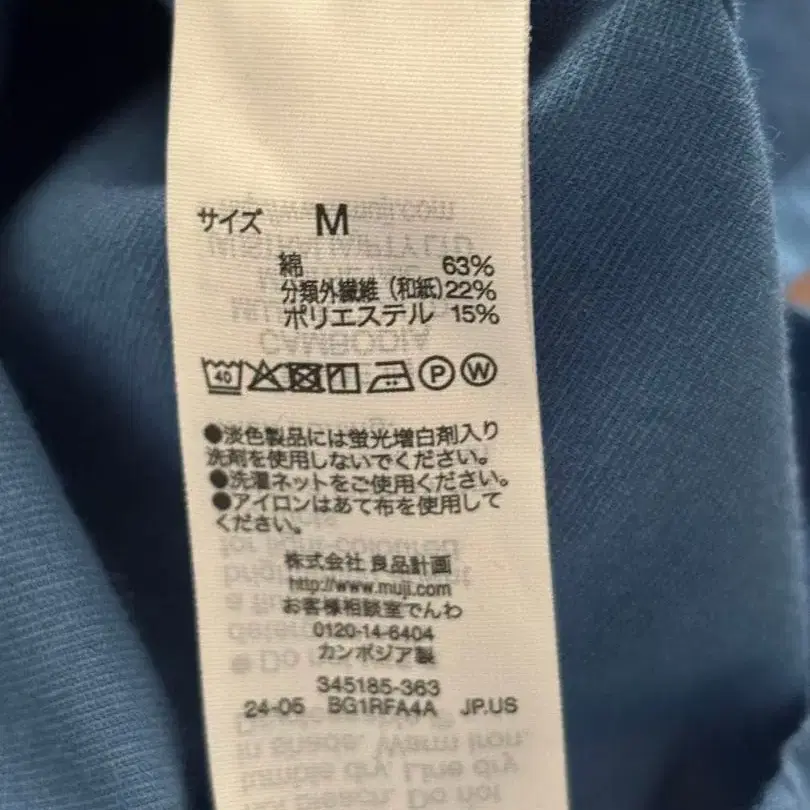 サイズ M
綿 63%
分類外繊維(和紙)22%
ポリエステル 15%
40 P W
●淡色製品には蛍光増白剤入り
洗剤を使用しないでください。
●洗濯ネットをご使用ください。
●アイロンはあて布を使用して
ください。
株式会社 良品計画
http://www.muji.com
お客様相談室でんわ
0120-14-6404
カンボジア製
345185-363
24-05 BG1RFA4A JP.US